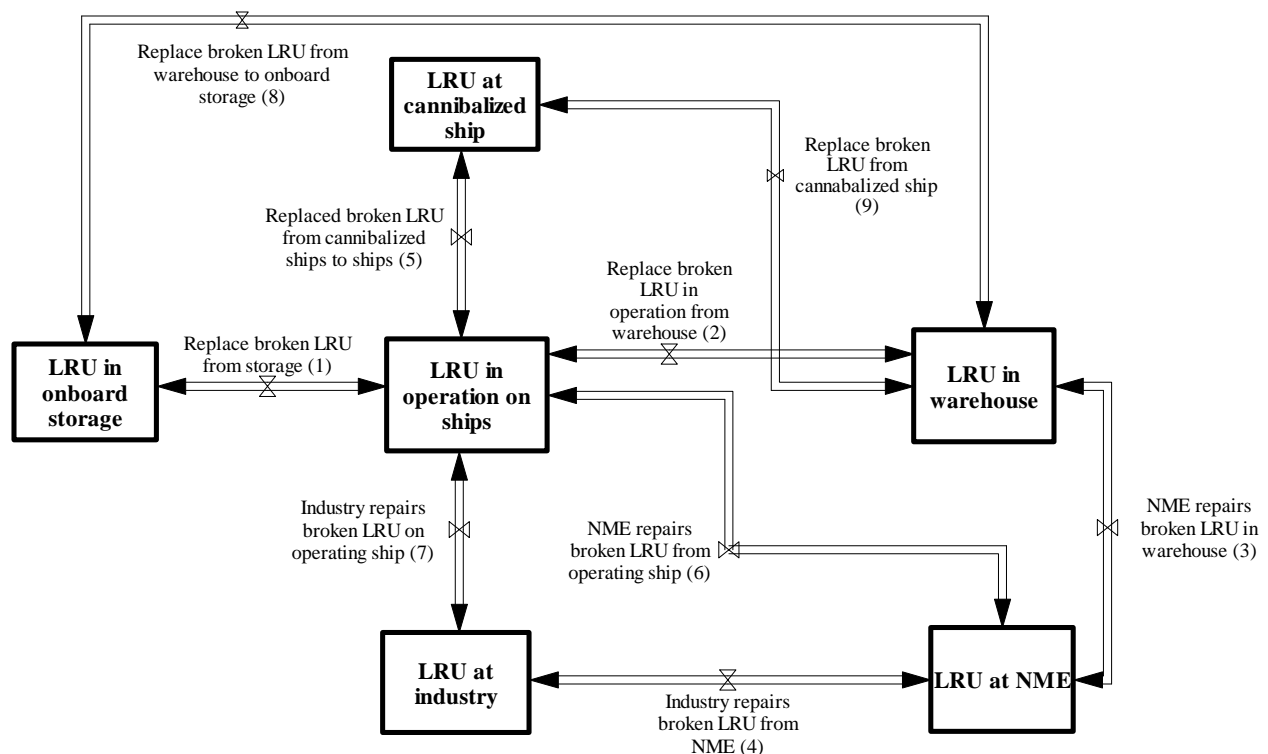 Replace broken LRU from
warehouse to onboard
storage (8)
LRU at
cannibalized
ship
Replace broken
LRU from
cannabalized ship
(9)
Replaced broken LRU
from cannibalized
ships to ships (5)
Replace broken
LRU in
operation from
warehouse (2)
Replace broken LRU
from storage (1)
LRU in
onboard
storage
LRU in
operation on
ships
LRU in
warehouse
Industry repairs
broken LRU on
operating ship (7)
NME repairs
broken LRU from
operating ship (6)
NME repairs
broken LRU in
warehouse (3)
LRU at
industry
LRU at NME
Industry repairs
broken LRU from
NME (4)